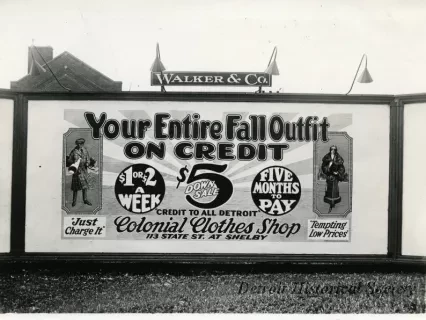 WALKER & CO.
Your Entire Fall Outfit
ON CREDIT
$1 OR $2
A
WEEK
$5
DOWN
SALE
FIVE
MONTHS
TO
PAY
CREDIT TO ALL DETROIT
"Just
Charge It"
Colonial Clothes Shop
113 STATE ST. AT SHELBY
Tempting
Low Prices
Detroit Historical Society